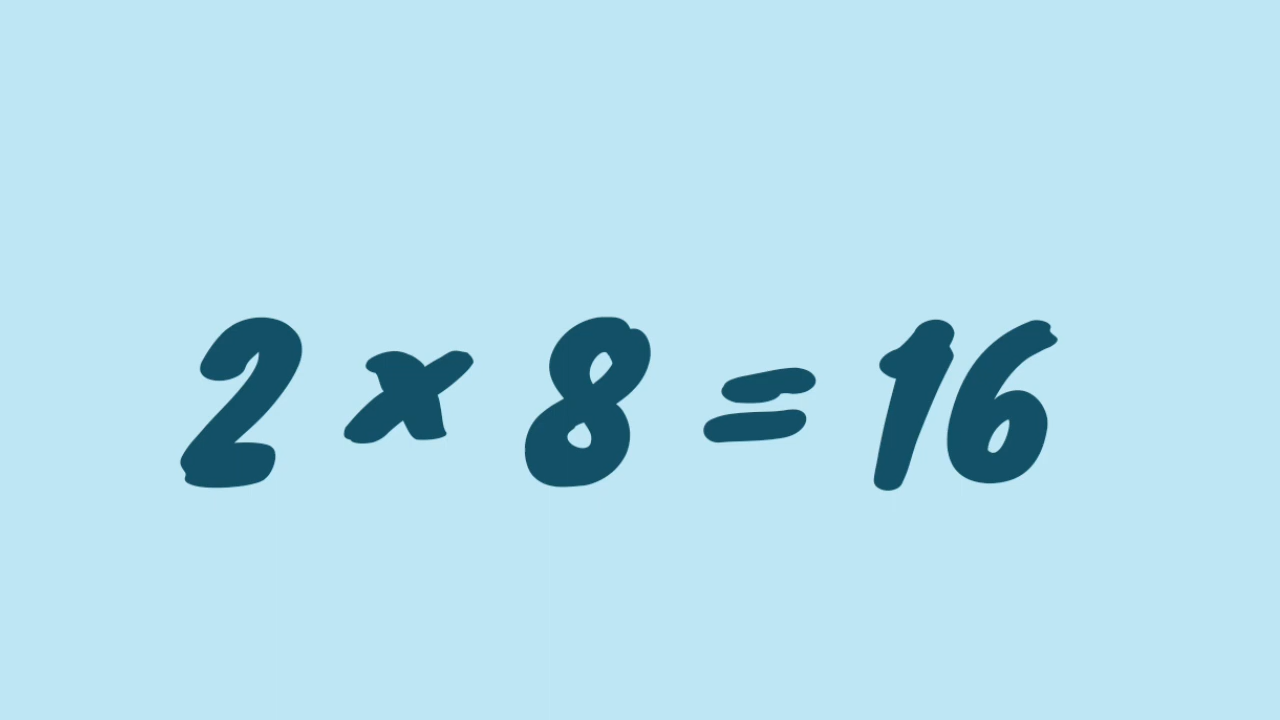 2 × 8 = 16